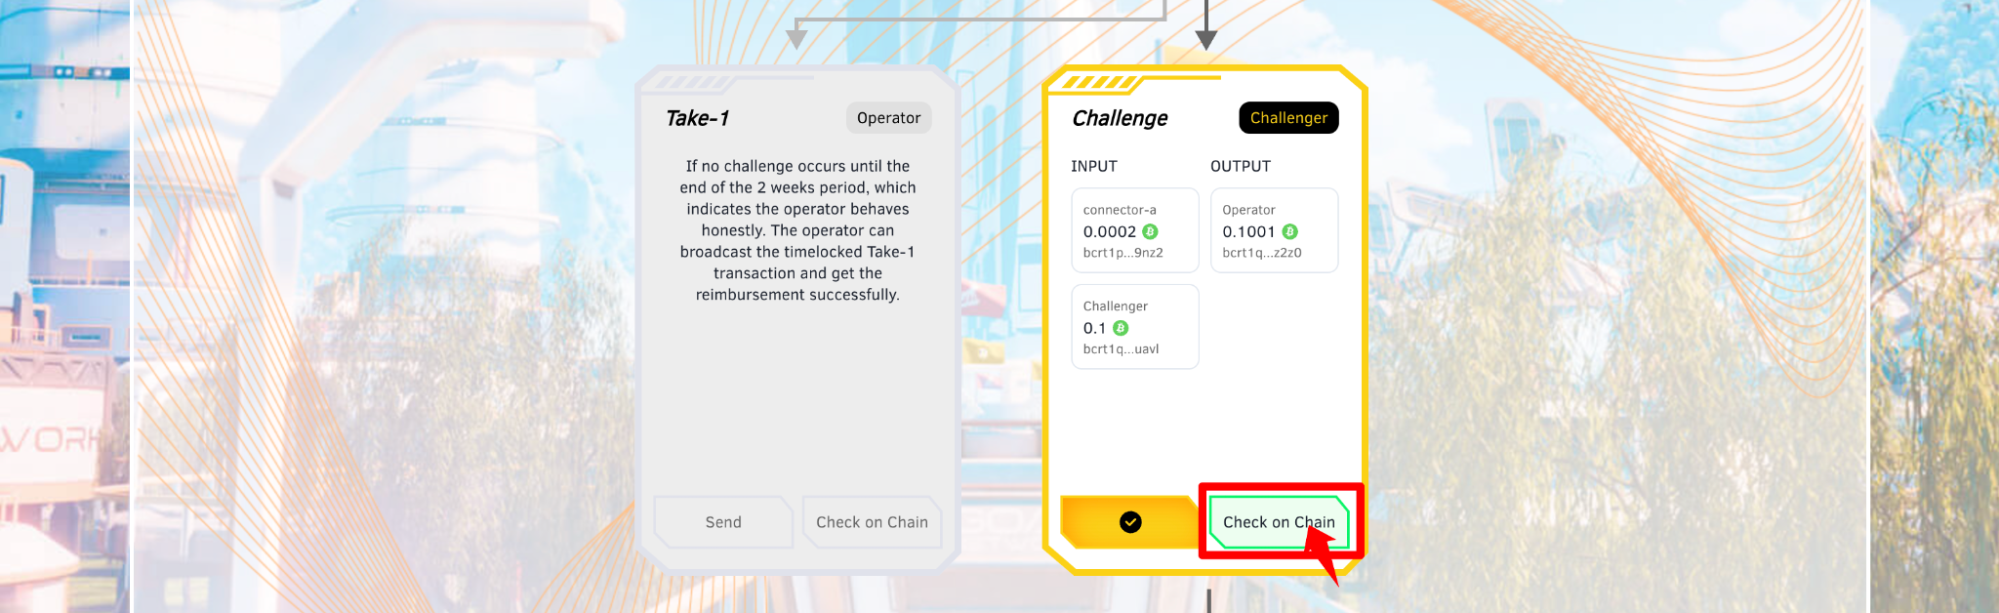 Take-1
Operator
If no challenge occurs until the
end of the 2 weeks period, which
indicates the operator behaves
honestly. The operator can
broadcast the timelocked Take-1
transaction and get the
reimbursement successfully.
Send
Check on Chain
Challenge
Challenger
INPUT
OUTPUT
connector-a
0.0002
bcrt1p...9nz2
Operator
0.1001
bcrt1q...z2z0
Challenger
0.1
bcrt1q...uavl
Check on Chain
WORK